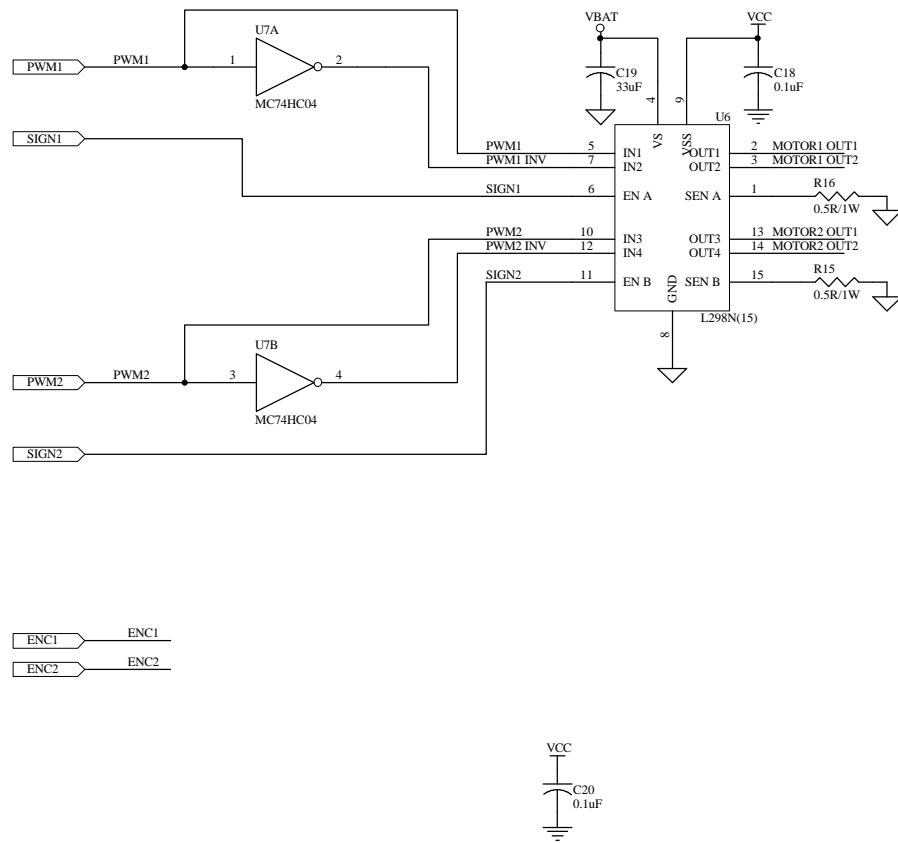 VBAT
VCC
U7A
PWM1
PWM1
1
2
MC74HC04
C19
33uF
C18
0.1uF
4
9
U6
VS
VSS
SIGN1
PWM1
5
IN1
OUT1
2
MOTOR1 OUT1
PWM1 INV
7
IN2
OUT2
3
MOTOR1 OUT2
SIGN1
6
EN A
SEN A
1
R16
0.5R/1W
PWM2
10
IN3
OUT3
13
MOTOR2 OUT1
PWM2 INV
12
IN4
OUT4
14
MOTOR2 OUT2
SIGN2
11
EN B
SEN B
15
R15
0.5R/1W
GND
8
L298N(15)
U7B
PWM2
PWM2
3
4
MC74HC04
SIGN2
ENC1
ENC1
ENC2
ENC2
VCC
C20
0.1uF